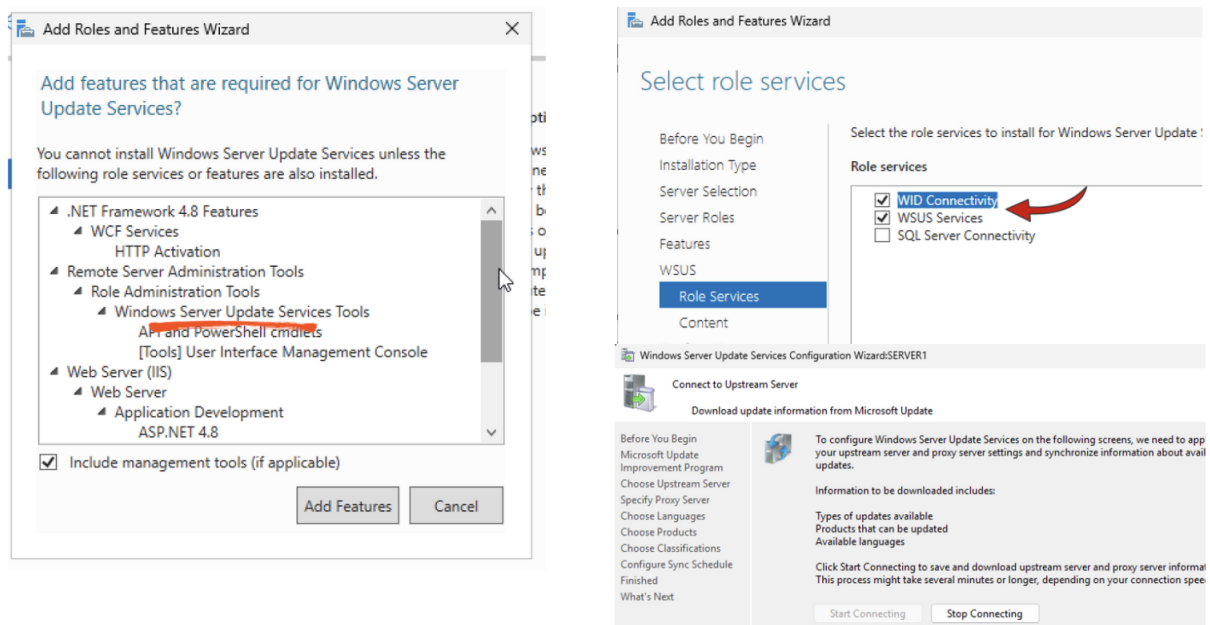 Add Roles and Features Wizard
Add features that are required for Windows Server
Update Services?
You cannot install Windows Server Update Services unless the
following role services or features are also installed.
.NET Framework 4.8 Features
WCF Services
HTTP Activation
Remote Server Administration Tools
Role Administration Tools
Windows Server Update Services Tools
API and PowerShell cmdlets
[Tools] User Interface Management Console
Web Server (IIS)
Web Server
Application Development
ASP.NET 4.8
Include management tools (if applicable)
Add Features
Cancel
Add Roles and Features Wizard
Select role services
Before You Begin
Installation Type
Server Selection
Server Roles
Features
WSUS
Role Services
Content
Select the role services to install for Windows Server Update
Role services
WID Connectivity
WSUS Services
SQL Server Connectivity
Windows Server Update Services Configuration Wizard:SERVER1
Connect to Upstream Server
Download update information from Microsoft Update
Before You Begin
Microsoft Update
Improvement Program
Choose Upstream Server
Specify Proxy Server
Choose Languages
Choose Products
Choose Classifications
Configure Sync Schedule
Finished
What's Next
To configure Windows Server Update Services on the following screens, we need to
your upstream server and proxy server settings and synchronize information about
updates.
Information to be downloaded includes:
Types of updates available
Products that can be updated
Available languages
Click Start Connecting to save and download upstream server and proxy server
This process might take several minutes or longer, depending on your connection
Start Connecting
Stop Connecting